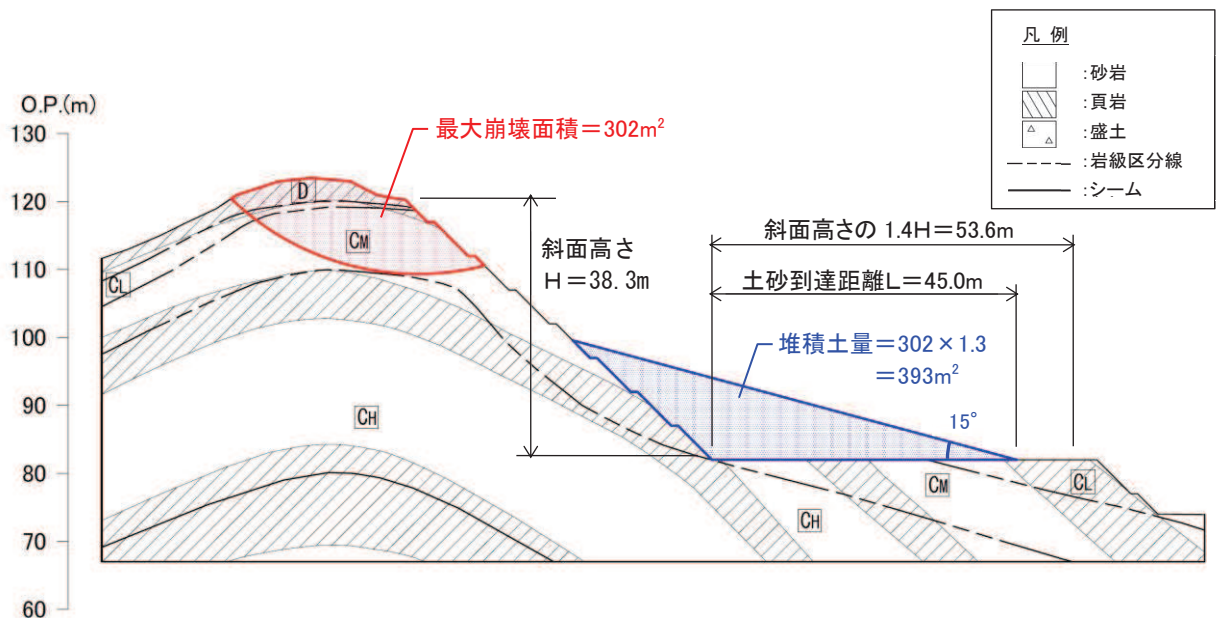 凡 例
:砂岩
:頁岩
:盛土
:岩級区分線
:シーム
O.P.(m)
130
120
110
100
90
80
70
60
最大崩壊面積=302m²
D
CM
CL
斜面高さ
H=38.3m
斜面高さの 1.4H=53.6m
土砂到達距離L=45.0m
堆積土量=302×1.3
=393m²
15°
CH
CM
CL
CH